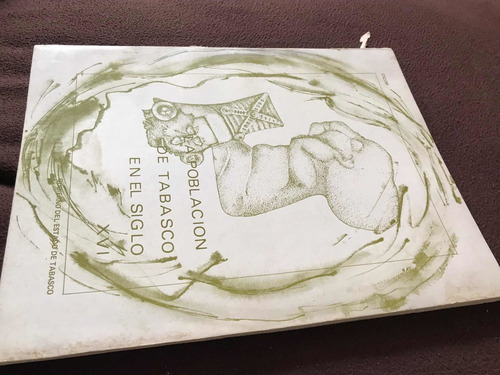 LA POBLACION
DE TABASCO
EN EL SIGLO
XVI
GOBIERNO DEL ESTADO DE TABASCO